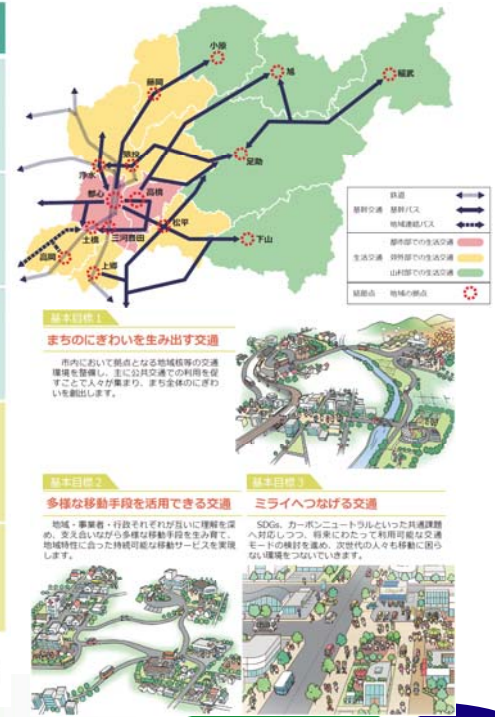 小原
旭
稲武
藤岡
猿投
足助
浄水
都心
高橋
松平
土橋
三河豊田
下山
高岡
上郷
鉄道
基幹交通 基幹バス
地域連絡バス
都市部での生活交通
生活交通 郊外部での生活交通
山村部での生活交通
結節点 地域の拠点
基本目標1
まちのにぎわいを生み出す交通
市内において拠点となる地域核等の交通
環境を整備し、主に公共交通での利用を促
すことで人々が集まり、まち全体のにぎわ
いを創出します。
基本目標2
多様な移動手段を活用できる交通
地域・事業者・行政それぞれが互いに理解を深
め、支え合いながら多様な移動手段を生み育て、
地域特性に合った持続可能な移動サービスを実現
します。
基本目標3
ミライへつなげる交通
SDGs、カーボンニュートラルといった共通課題
へ対応しつつ、将来にわたって利用可能な交通
モードの検討を進め、次世代の人々も移動に困ら
ない環境をつないでいきます。